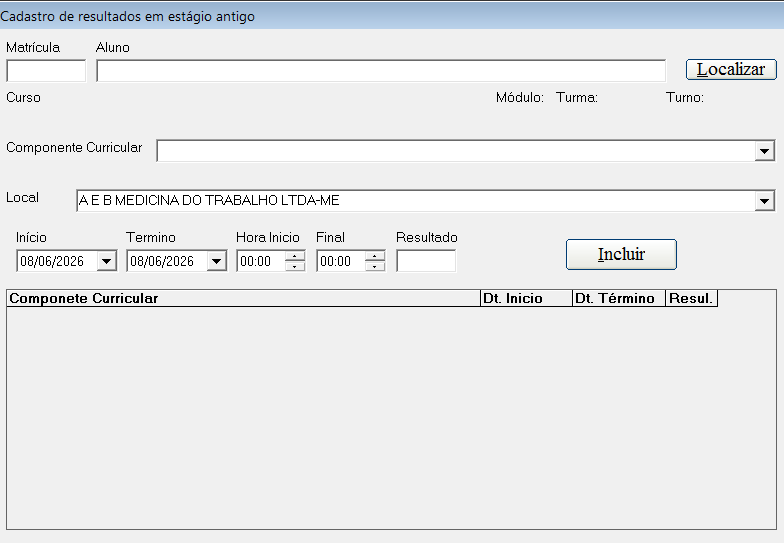 Cadastro de resultados em estágio antigo
Matrícula Aluno
Localizar
Curso Módulo: Turma: Turno:
Componente Curricular
Local A E B MEDICINA DO TRABALHO LTDA-ME
Início Termino Hora Inicio Final Resultado
08/06/2026 08/06/2026 00:00 00:00
Incluir
Componete Curricular Dt. Inicio Dt. Término Resul.